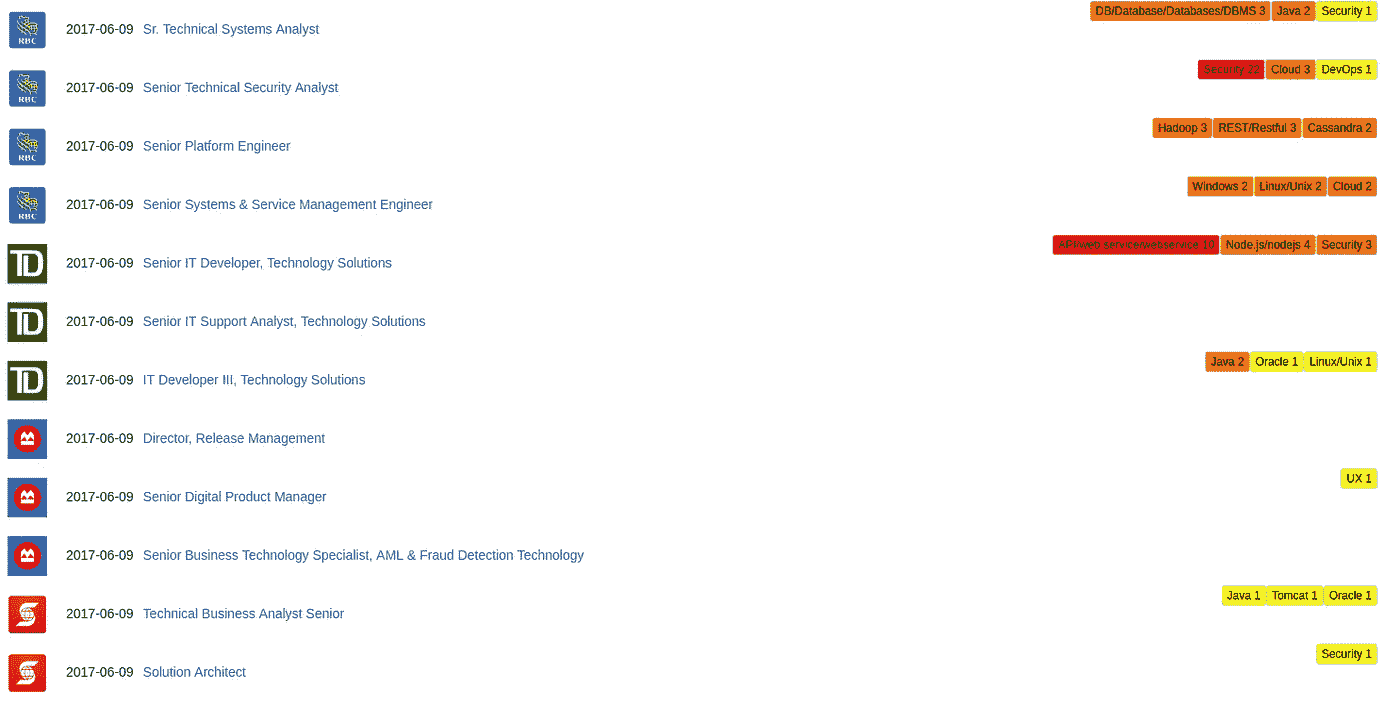 DB/Database/Databases/DBMS 3 Java 2 Security 1
RBC 2017-06-09 Sr. Technical Systems Analyst
Security 22 Cloud 3 DevOps 1
RBC 2017-06-09 Senior Technical Security Analyst
Hadoop 3 REST/Restful 3 Cassandra 2
RBC 2017-06-09 Senior Platform Engineer
Windows 2 Linux/Unix 2 Cloud 2
RBC 2017-06-09 Senior Systems & Service Management Engineer
API/web service/webservice 10 Node.js/nodejs 4 Security 3
TD 2017-06-09 Senior IT Developer, Technology Solutions
TD 2017-06-09 Senior IT Support Analyst, Technology Solutions
Java 2 Oracle 1 Linux/Unix 1
TD 2017-06-09 IT Developer III, Technology Solutions
2017-06-09 Director, Release Management
UX 1
2017-06-09 Senior Digital Product Manager
2017-06-09 Senior Business Technology Specialist, AML & Fraud Detection Technology
Java 1 Tomcat 1 Oracle 1
2017-06-09 Technical Business Analyst Senior
Security 1
2017-06-09 Solution Architect